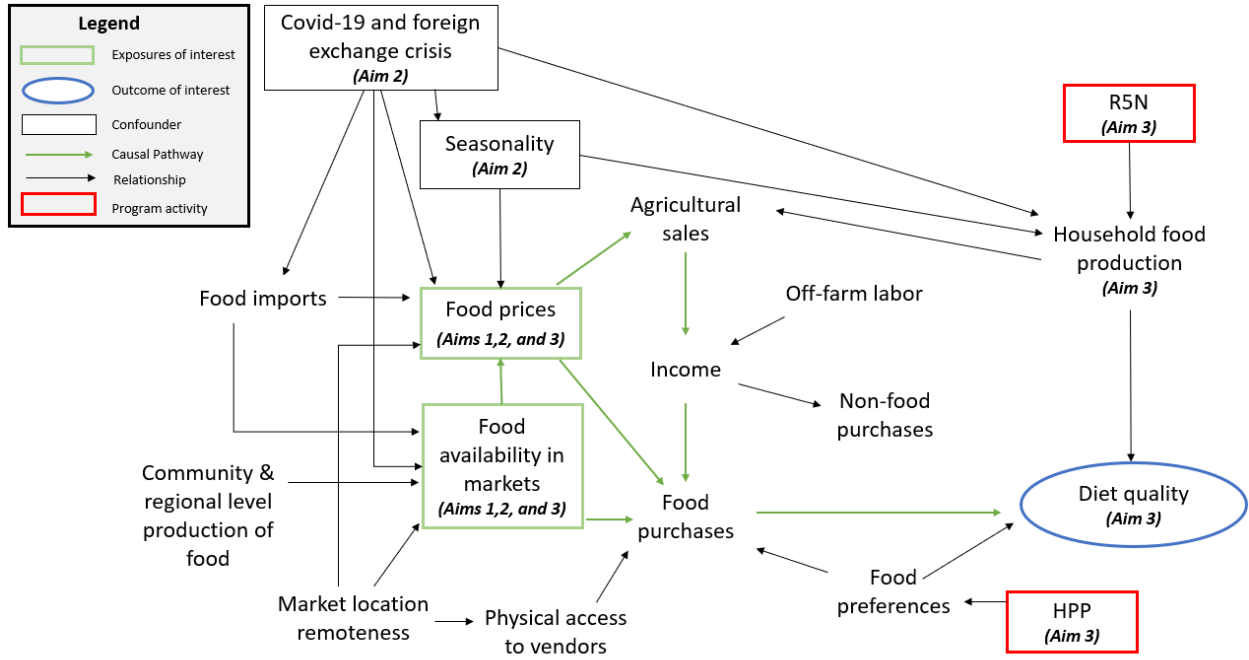 Legend
Exposures of interest
Outcome of interest
Confounder
Causal Pathway
Relationship
Program activity
Covid-19 and foreign
exchange crisis
(Aim 2)
Seasonality
(Aim 2)
R5N
(Aim 3)
Agricultural
sales
Household food
production
(Aim 3)
Food imports
Food prices
(Aims 1,2, and 3)
Off-farm labor
Income
Non-food
purchases
Food
availability in
markets
(Aims 1,2, and 3)
Community &
regional level
production of
food
Food
purchases
Diet quality
(Aim 3)
Market location
remoteness
Physical access
to vendors
Food
preferences
HPP
(Aim 3)